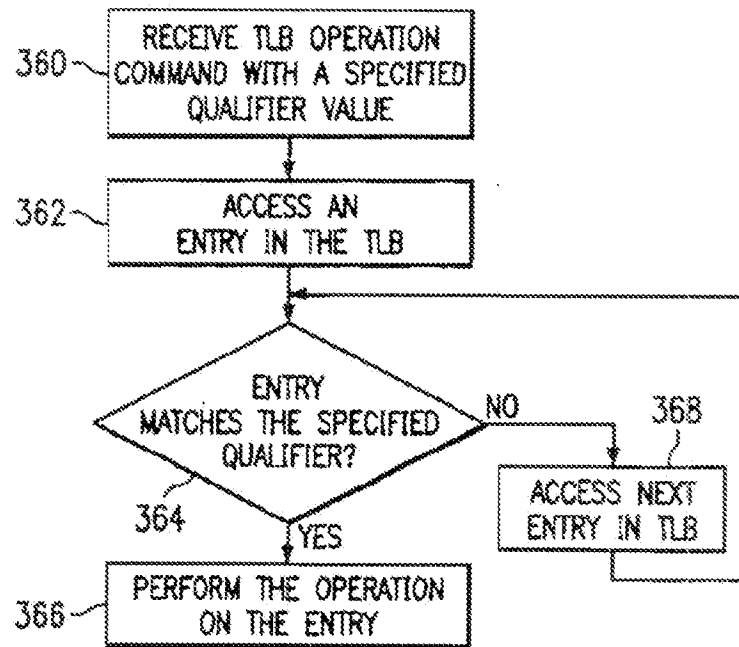 360
RECEIVE TLB OPERATION
COMMAND WITH A SPECIFIED
QUALIFIER VALUE
362
ACCESS AN
ENTRY IN THE TLB
ENTRY
MATCHES THE SPECIFIED
QUALIFIER?
364
NO
368
ACCESS NEXT
ENTRY IN TLB
YES
366
PERFORM THE OPERATION
ON THE ENTRY